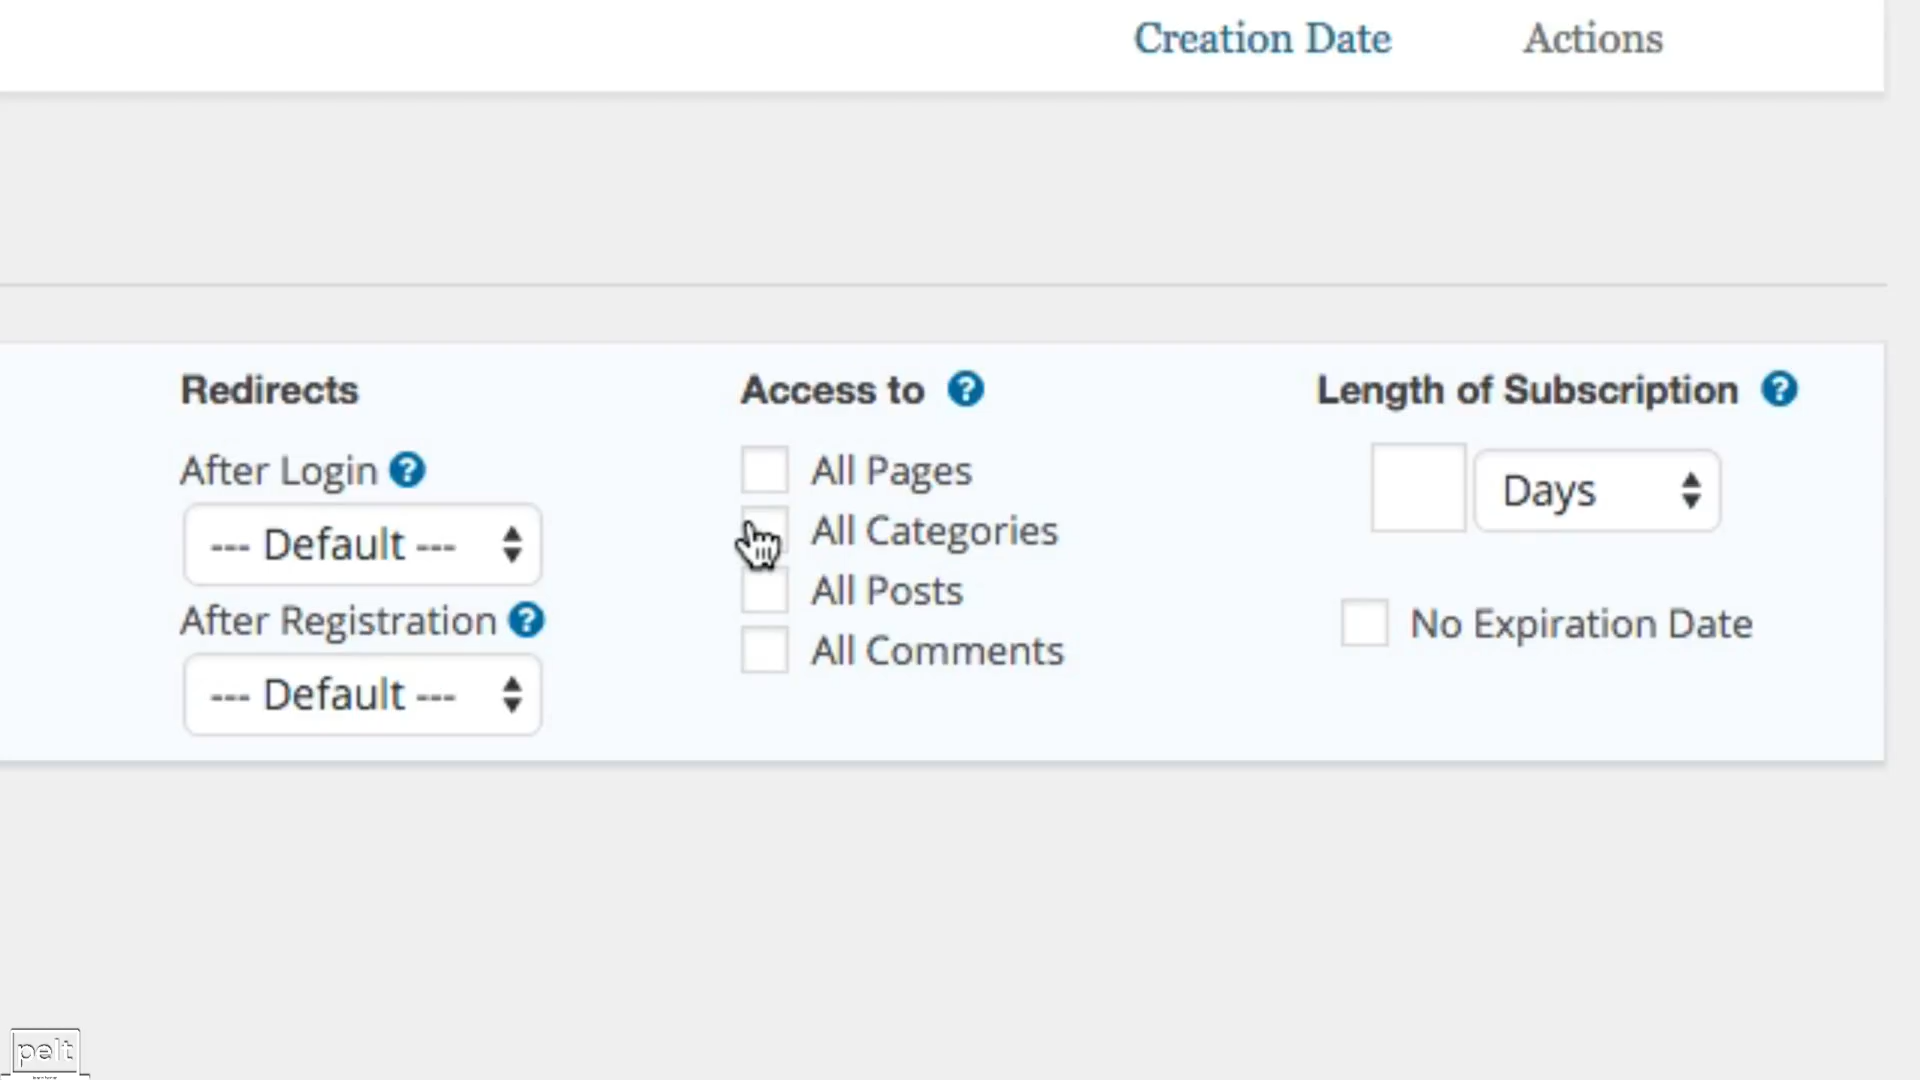 Creation Date Actions
Redirects Access to ? Length of Subscription ?
After Login ? All Pages
--- Default --- All Categories Days
After Registration ? All Posts No Expiration Date
--- Default --- All Comments
pelt